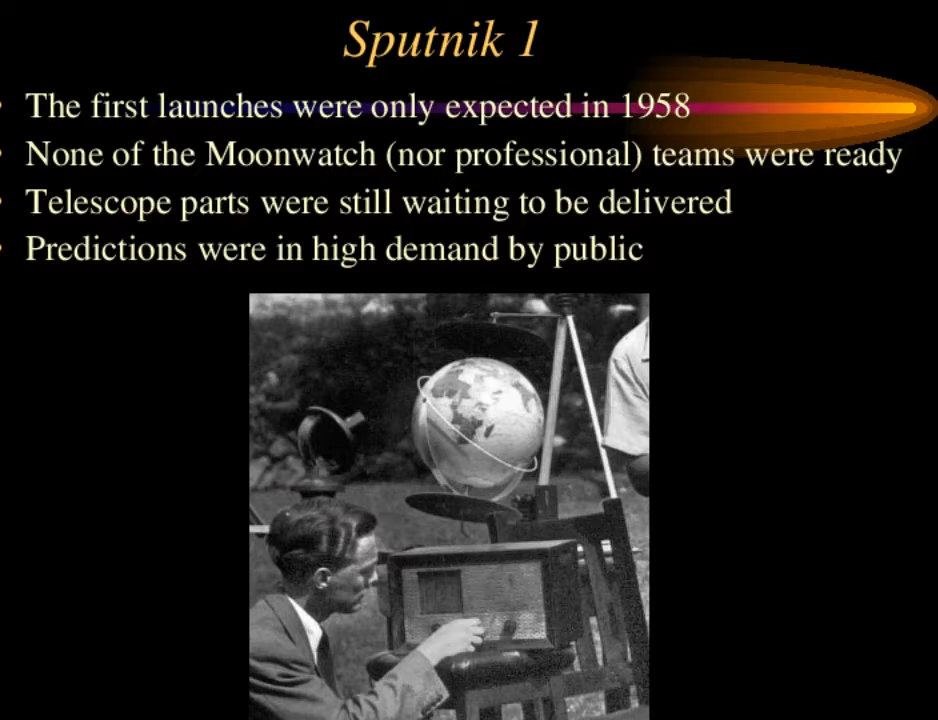 Sputnik 1
• The first launches were only expected in 1958
• None of the Moonwatch (nor professional) teams were ready
• Telescope parts were still waiting to be delivered
• Predictions were in high demand by public